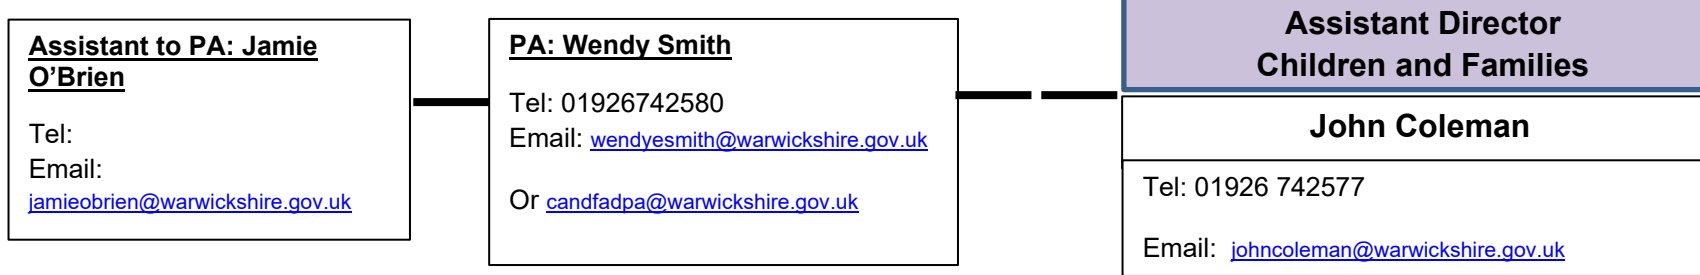 Assistant to PA: Jamie
O’Brien
Tel:
Email:
jamieobrien@warwickshire.gov.uk
PA: Wendy Smith
Tel: 01926742580
Email: wendyesmith@warwickshire.gov.uk
Or candfadpa@warwickshire.gov.uk
Assistant Director
Children and Families
John Coleman
Tel: 01926 742577
Email: johncoleman@warwickshire.gov.uk